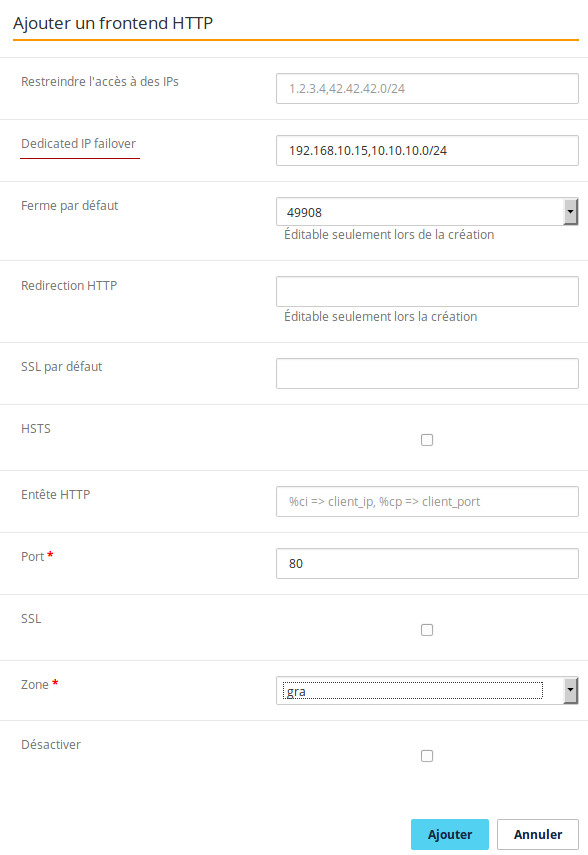 Ajouter un frontend HTTP
Restreindre l'accès à des IPs
1.2.3.4,42.42.42.0/24
Dedicated IP failover
192.168.10.15,10.10.10.0/24
Ferme par défaut
49908
Éditable seulement lors de la création
Redirection HTTP
Éditable seulement lors la création
SSL par défaut
HSTS
Entête HTTP
%ci => client_ip, %cp => client_port
Port *
80
SSL
Zone *
gra
Désactiver
Ajouter
Annuler